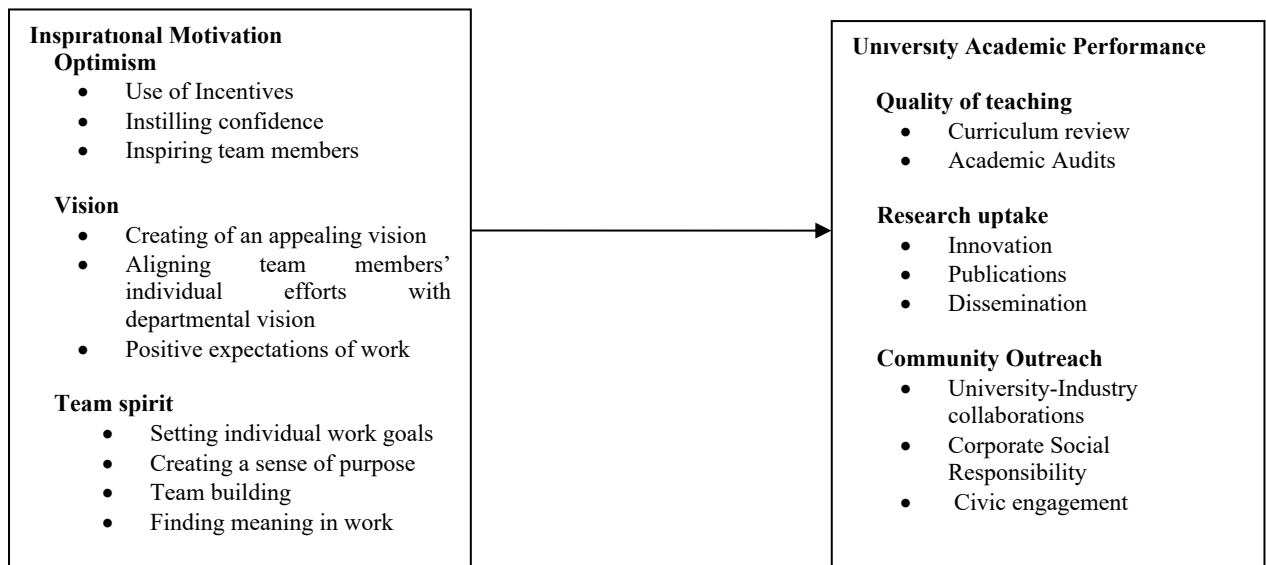 Inspirational Motivation
Optimism
• Use of Incentives
• Instilling confidence
• Inspiring team members
Vision
• Creating of an appealing vision
• Aligning team members’
individual efforts with
departmental vision
• Positive expectations of work
Team spirit
• Setting individual work goals
• Creating a sense of purpose
• Team building
• Finding meaning in work
University Academic Performance
Quality of teaching
• Curriculum review
• Academic Audits
Research uptake
• Innovation
• Publications
• Dissemination
Community Outreach
• University-Industry
collaborations
• Corporate Social
Responsibility
• Civic engagement